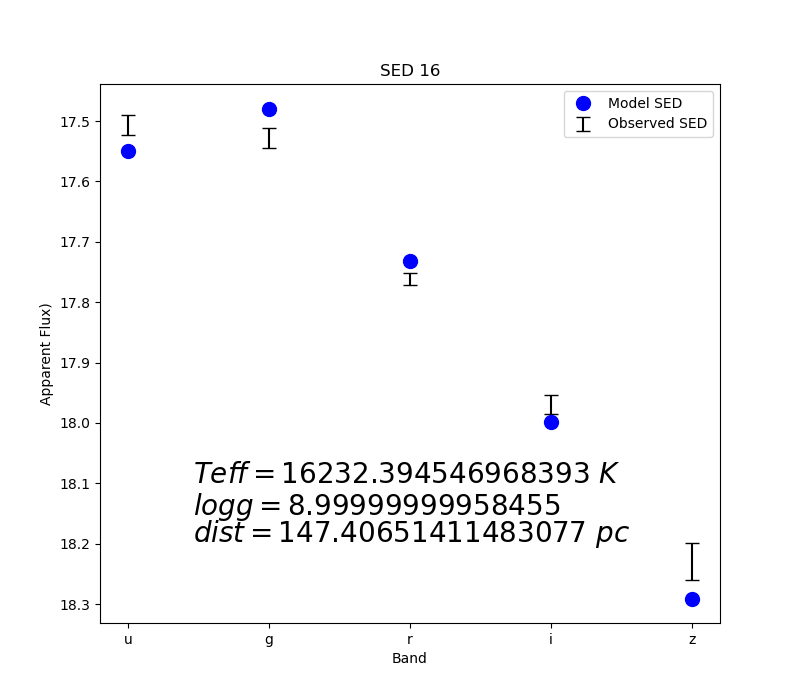 SED 16
Model SED
Observed SED
17.5
17.6
17.7
17.8
17.9
18.0
18.1
18.2
18.3
Apparent Flux)
Teff = 16232.394546968393 K
logg = 8.99999999958455
dist = 147.40651411483077 pc
u g r i z
Band